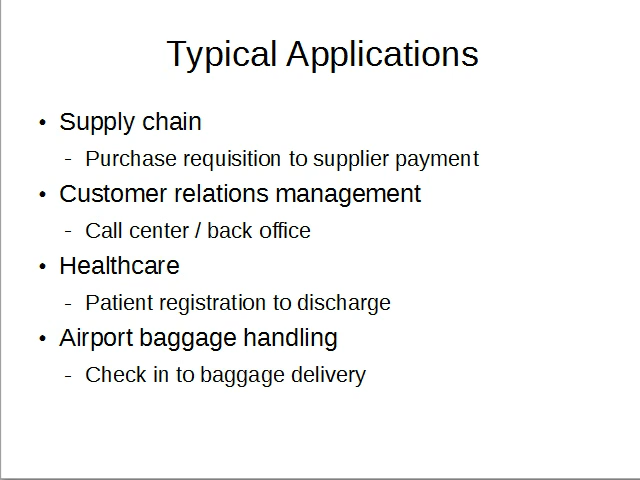 Typical Applications
• Supply chain
- Purchase requisition to supplier payment
• Customer relations management
- Call center / back office
• Healthcare
- Patient registration to discharge
• Airport baggage handling
- Check in to baggage delivery